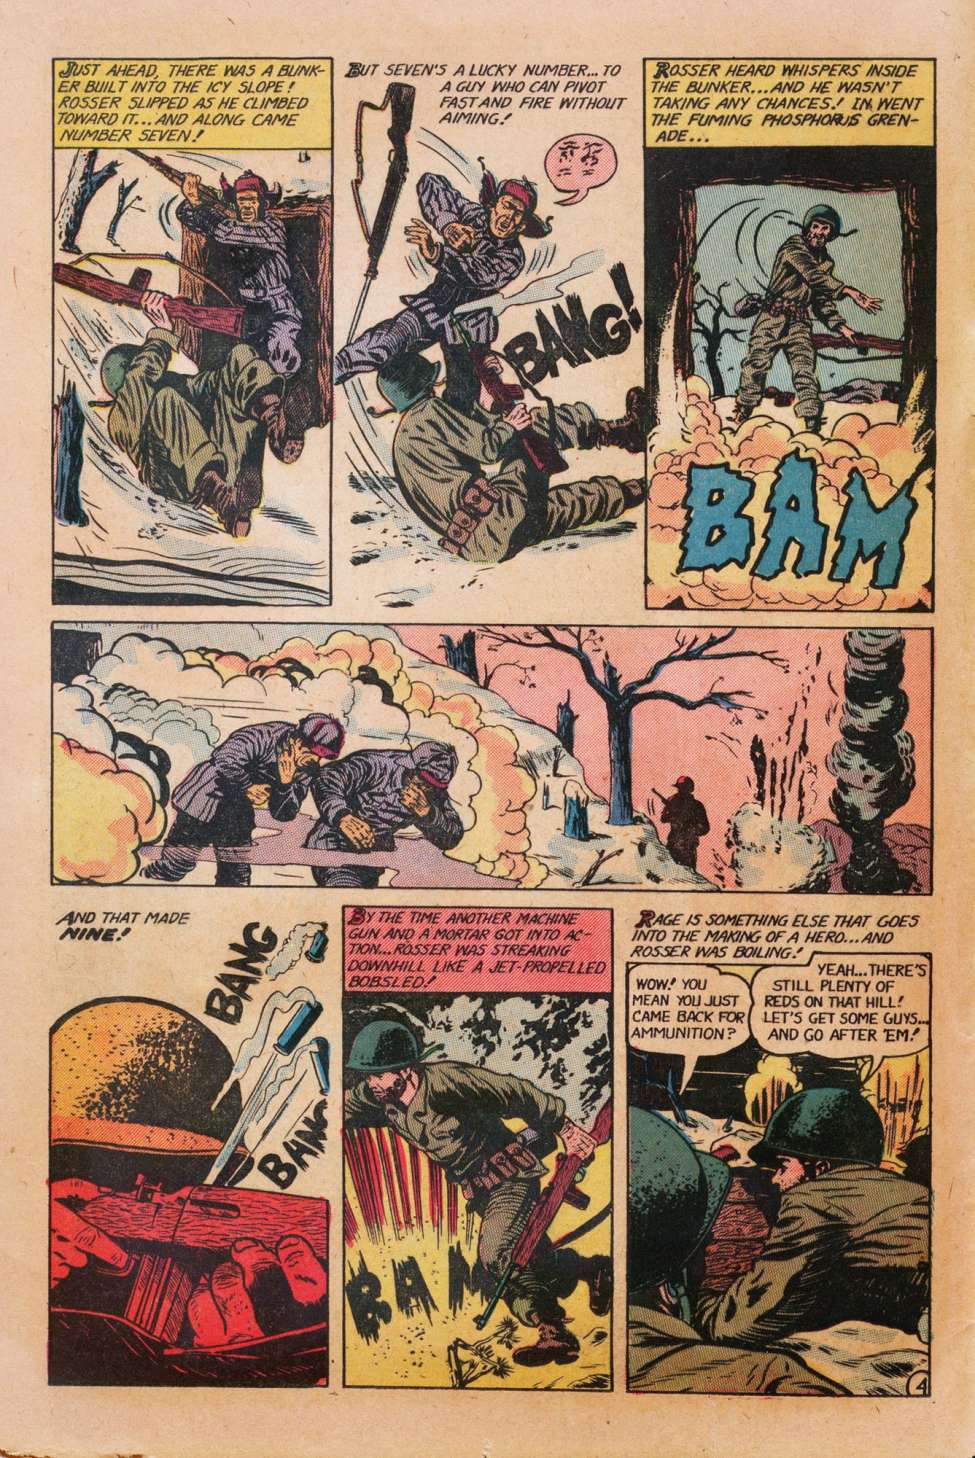 JUST AHEAD, THERE WAS A BUNK-
ER BUILT INTO THE ICY SLOPE!
ROSSER SLIPPED AS HE CLIMBED
TOWARD IT...AND ALONG CAME
NUMBER SEVEN!
BUT SEVEN'S A LUCKY NUMBER...TO
A GUY WHO CAN PIVOT
FAST AND FIRE WITHOUT
AIMING!
BANG!
ROSSER HEARD WHISPERS INSIDE
THE BUNKER...AND HE WASN'T
TAKING ANY CHANCES! IN WENT
THE FUMING PHOSPHORUS GREN-
ADE...
BAM
AND THAT MADE
NINE!
BANG
BANG
BY THE TIME ANOTHER MACHINE
GUN AND A MORTAR GOT INTO AC-
TION...ROSSER WAS STREAKING
DOWNHILL LIKE A JET-PROPELLED
BOBSLED!
BAM
RAGE IS SOMETHING ELSE THAT GOES
INTO THE MAKING OF A HERO...AND
ROSSER WAS BOILING!
WOW! YOU
MEAN YOU JUST
CAME BACK FOR
AMMUNITION?
YEAH...THERE'S
STILL PLENTY OF
REDS ON THAT HILL!
LET'S GET SOME GUYS...
AND GO AFTER 'EM!
4